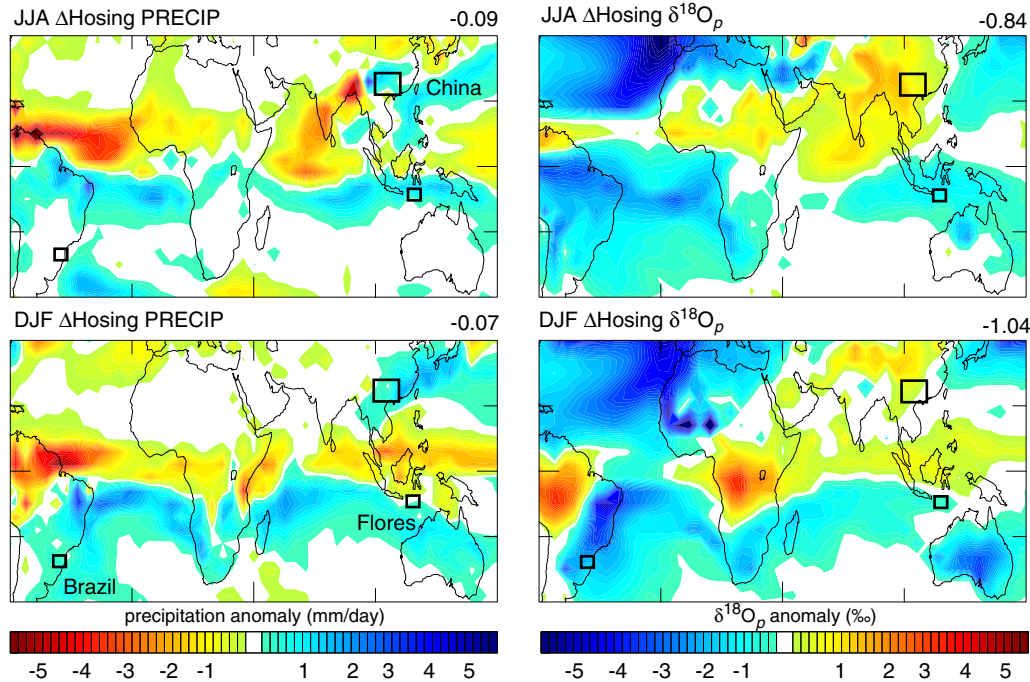 JJA ΔHosing PRECIP -0.09
JJA ΔHosing δ¹⁸Oₚ -0.84
China
DJF ΔHosing PRECIP -0.07
DJF ΔHosing δ¹⁸Oₚ -1.04
Flores
Brazil
precipitation anomaly (mm/day)
δ¹⁸Oₚ anomaly (‰)
-5 -4 -3 -2 -1 1 2 3 4 5
-5 -4 -3 -2 -1 1 2 3 4 5